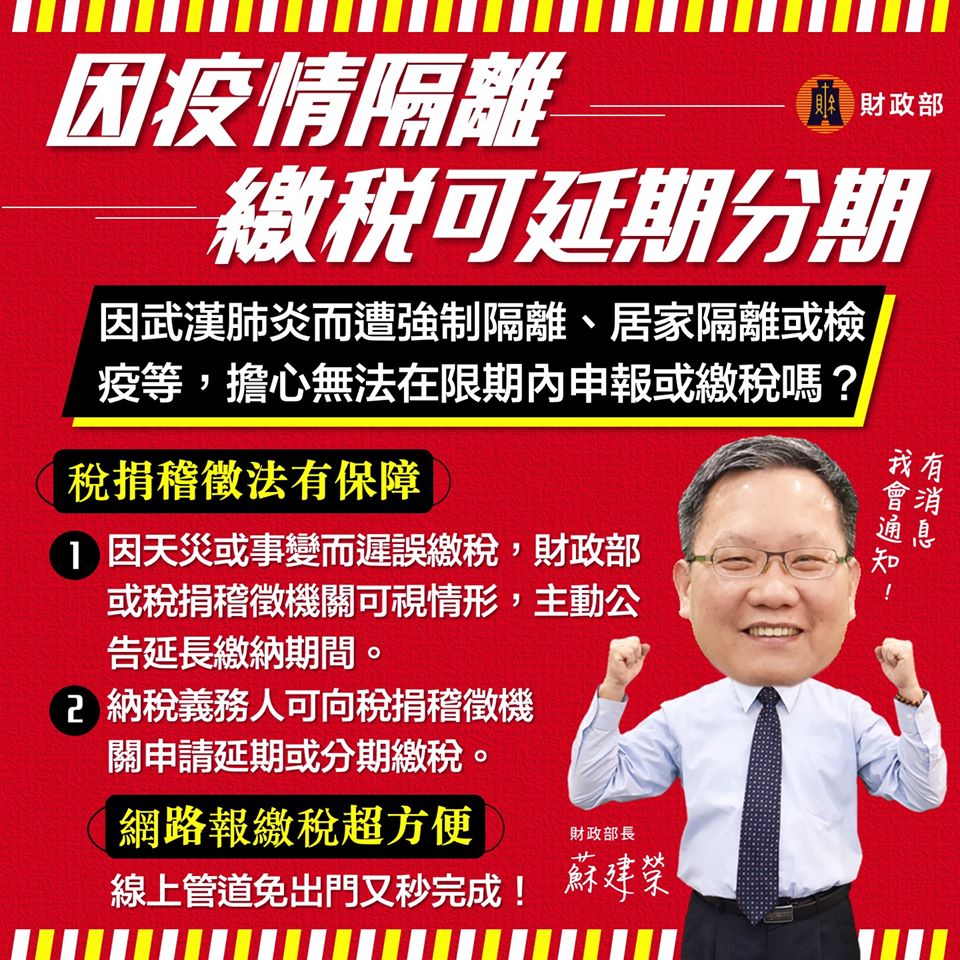 因疫情隔離
財政部
繳稅可延期分期
因武漢肺炎而遭強制隔離、居家隔離或檢
疫等，擔心無法在限期內申報或繳稅嗎？
稅捐稽徵法有保障
1 因天災或事變而遲誤繳稅，財政部
或稅捐稽徵機關可視情形，主動公
告延長繳納期間。
2 納稅義務人可向稅捐稽徵機
關申請延期或分期繳稅。
有消息
我會通知！
網路報繳稅超方便
線上管道免出門又秒完成！
財政部長
蘇建榮